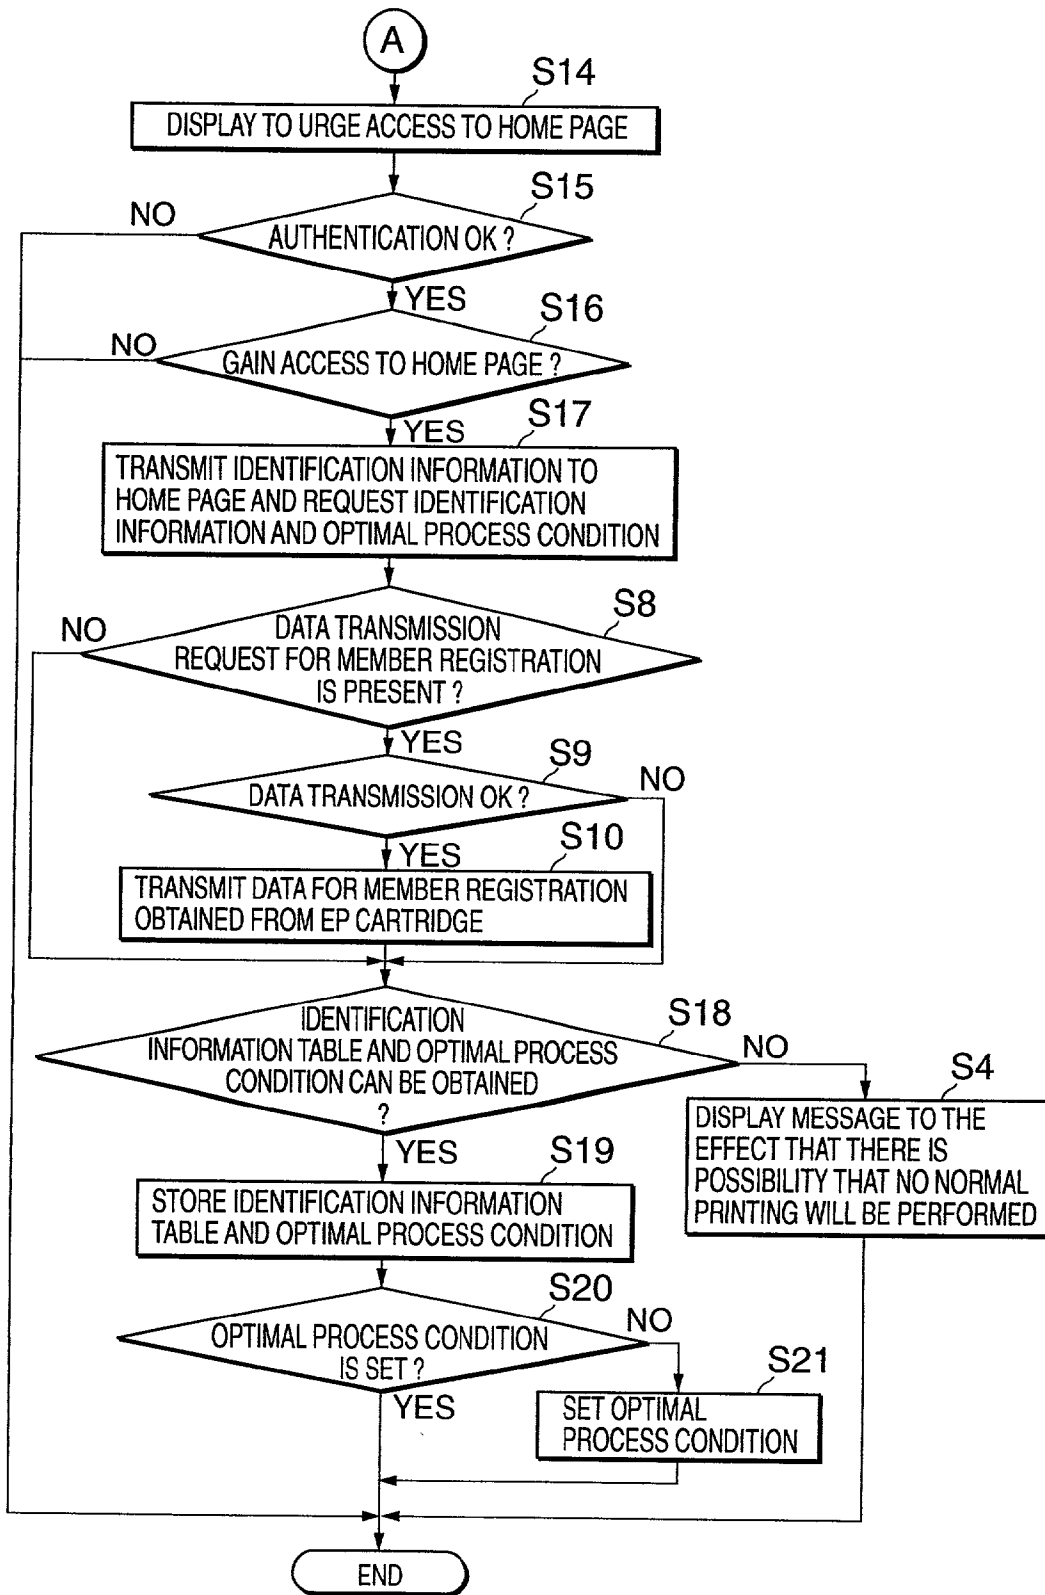 A
S14
DISPLAY TO URGE ACCESS TO HOME PAGE
S15
NO
AUTHENTICATION OK ?
YES
S16
NO
GAIN ACCESS TO HOME PAGE ?
YES
S17
TRANSMIT IDENTIFICATION INFORMATION TO
HOME PAGE AND REQUEST IDENTIFICATION
INFORMATION AND OPTIMAL PROCESS CONDITION
S8
NO
DATA TRANSMISSION
REQUEST FOR MEMBER REGISTRATION
IS PRESENT ?
YES
S9
NO
DATA TRANSMISSION OK ?
YES
S10
TRANSMIT DATA FOR MEMBER REGISTRATION
OBTAINED FROM EP CARTRIDGE
S18
IDENTIFICATION
INFORMATION TABLE AND OPTIMAL PROCESS
CONDITION CAN BE OBTAINED
?
NO
YES
S4
DISPLAY MESSAGE TO THE
EFFECT THAT THERE IS
POSSIBILITY THAT NO NORMAL
PRINTING WILL BE PERFORMED
S19
STORE IDENTIFICATION INFORMATION
TABLE AND OPTIMAL PROCESS CONDITION
S20
NO
OPTIMAL PROCESS CONDITION
IS SET ?
YES
S21
SET OPTIMAL
PROCESS CONDITION
END